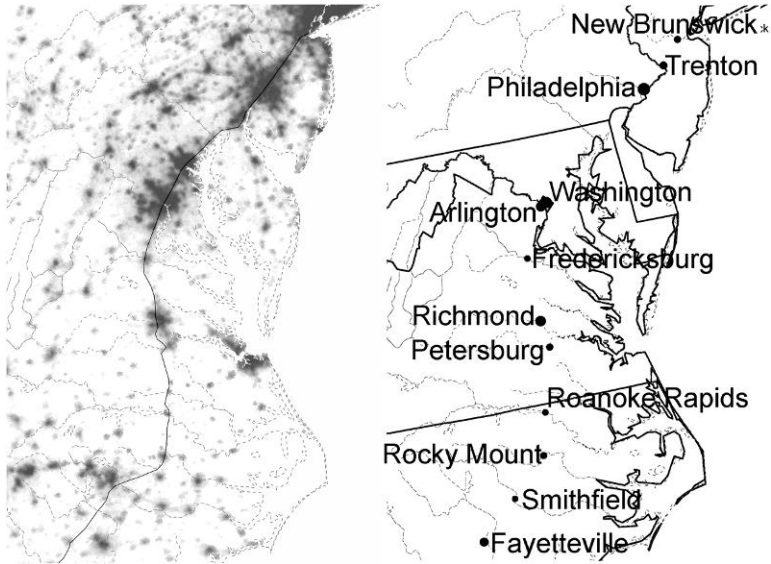 New Brunswick*
Trenton
Philadelphia
Washington
Arlington
Fredericksburg
Richmond
Petersburg
Roanoke Rapids
Rocky Mount
Smithfield
Fayetteville